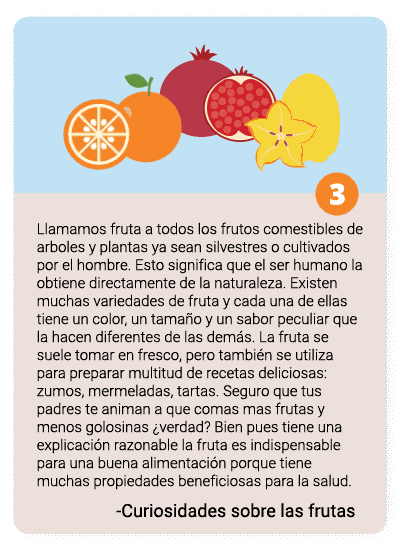 3
Llamamos fruta a todos los frutos comestibles de
arboles y plantas ya sean silvestres o cultivados
por el hombre. Esto significa que el ser humano la
obtiene directamente de la naturaleza. Existen
muchas variedades de fruta y cada una de ellas
tiene un color, un tamaño y un sabor peculiar que
la hacen diferentes de las demás. La fruta se
suele tomar en fresco, pero también se utiliza
para preparar multitud de recetas deliciosas:
zumos, mermeladas, tartas. Seguro que tus
padres te animan a que comas mas frutas y
menos golosinas ¿verdad? Bien pues tiene una
explicación razonable la fruta es indispensable
para una buena alimentación porque tiene
muchas propiedades beneficiosas para la salud.
-Curiosidades sobre las frutas